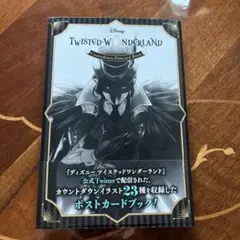 Disney
TWISTED-WONDERLAND
Countdown Postcard Book
『ディズニー ツイステッドワンダーランド』
公式Twitterで配信された、
カウントダウンイラスト23種を収録した
ポストカードブック!